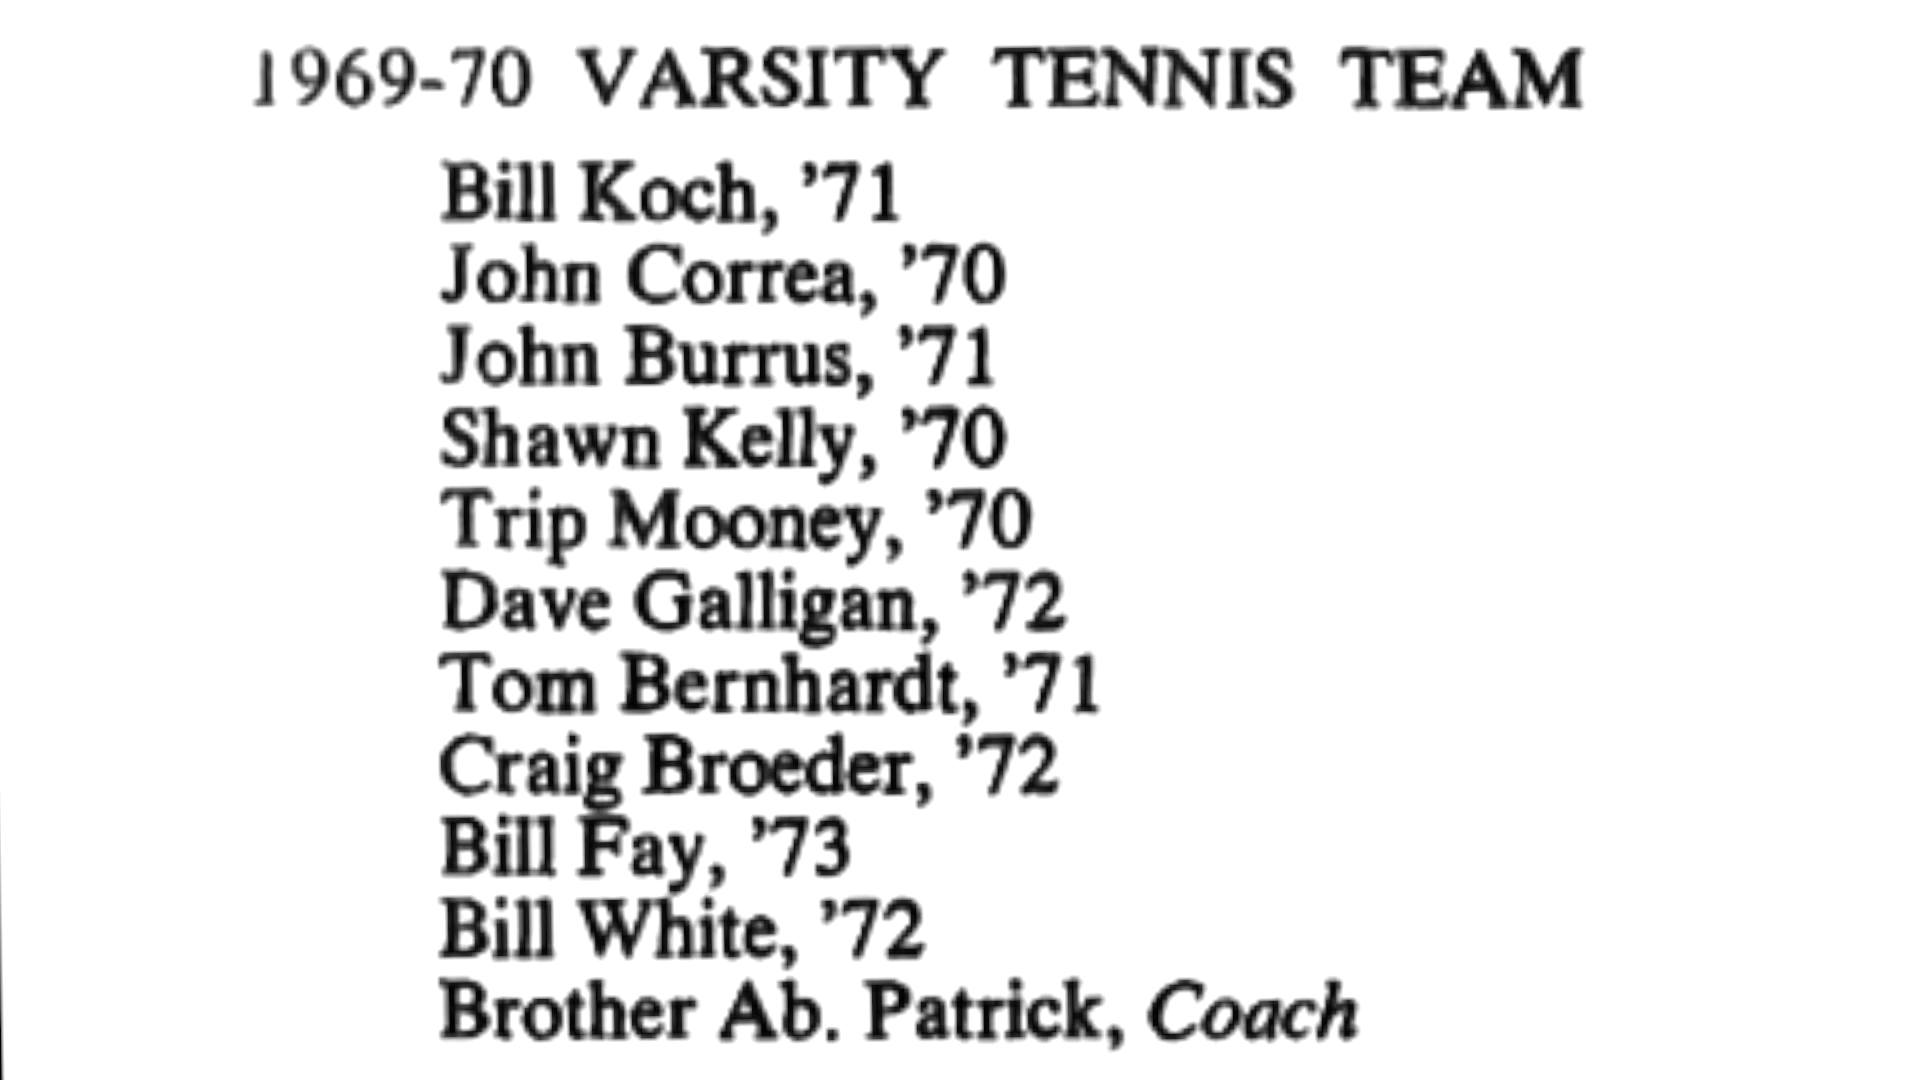 1969-70 VARSITY TENNIS TEAM
Bill Koch, ’71
John Correa, ’70
John Burrus, ’71
Shawn Kelly, ’70
Trip Mooney, ’70
Dave Galligan, ’72
Tom Bernhardt, ’71
Craig Broeder, ’72
Bill Fay, ’73
Bill White, ’72
Brother Ab. Patrick, Coach